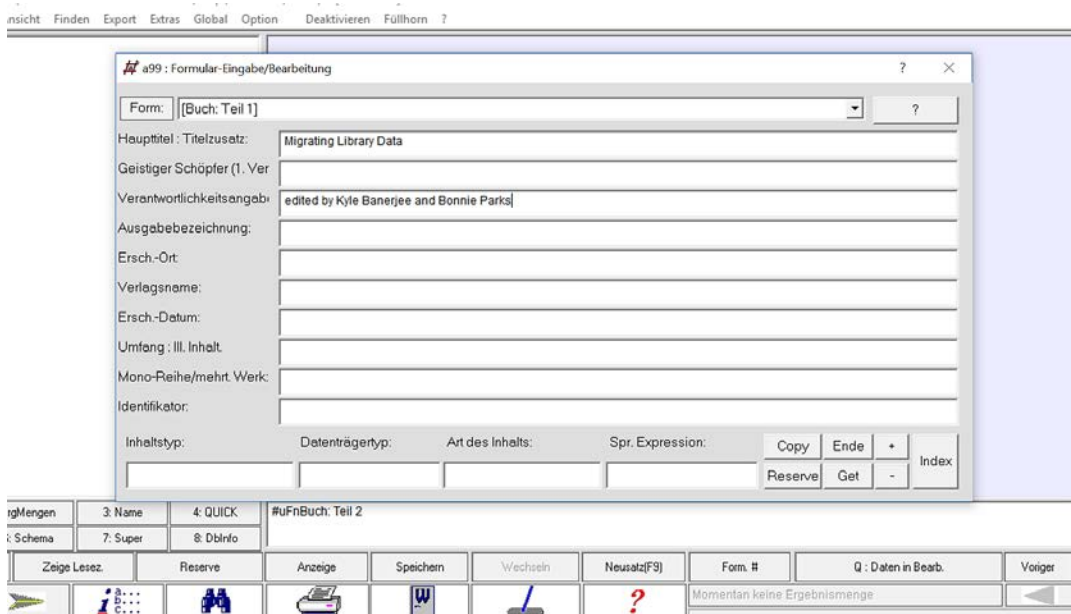 nsicht Finden Export Extras Global Option Deaktivieren Füllhorn ?
a99 : Formular-Eingabe/Bearbeitung ?
Form: [Buch: Teil 1] ?
Haupttitel : Titelzusatz: Migrating Library Data
Geistiger Schöpfer (1. Ver
Verantwortlichkeitsangab edited by Kyle Banerjee and Bonnie Parks
Ausgabebezeichnung:
Ersch.-Ort:
Verlagsname:
Ersch.-Datum:
Umfang : Ill. Inhalt.
Mono-Reihe/mehrt. Werk:
Identifikator:
Inhaltstyp: Datenträgertyp: Art des Inhalts: Spr. Expression:
Copy Ende + Index
Reserve Get -
rgMengen 3: Name 4: QUICK #uFnBuch: Teil 2
Schema 7: Super 8: DbInfo
Zeige Lesez. Reserve Anzeige Speichern Wechseln Neusatz(F9) Form. # Q : Daten in Bearb. Voriger
Momentan keine Ergebnismenge